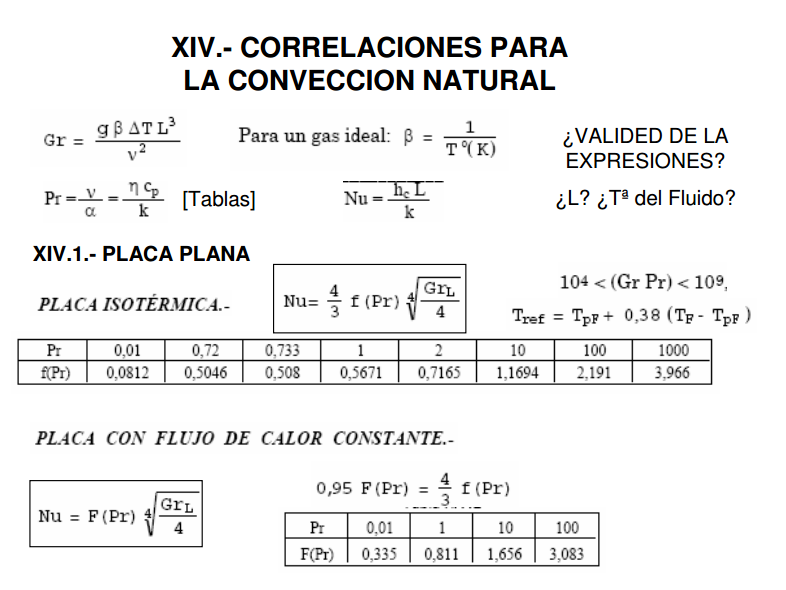 XIV.- CORRELACIONES PARA
LA CONVECCION NATURAL
Gr = g β ΔT L³ / ν²
Para un gas ideal: β = 1 / T º(K)
¿VALIDED DE LA
EXPRESIONES?
Pr = ν / α = η cp / k [Tablas]
Nu = hc L / k
¿L? ¿Tª del Fluido?
XIV.1.- PLACA PLANA
PLACA ISOTÉRMICA.-
Nu= 4/3 f (Pr) ∜(GrL / 4)
104 < (Gr Pr) < 109,
Tref = TpF + 0,38 (TF - TpF )
Pr 0,01 0,72 0,733 1 2 10 100 1000
f(Pr) 0,0812 0,5046 0,508 0,5671 0,7165 1,1694 2,191 3,966
PLACA CON FLUJO DE CALOR CONSTANTE.-
Nu = F (Pr) ∜(GrL / 4)
0,95 F (Pr) = 4/3 f (Pr)
Pr 0,01 1 10 100
F(Pr) 0,335 0,811 1,656 3,083